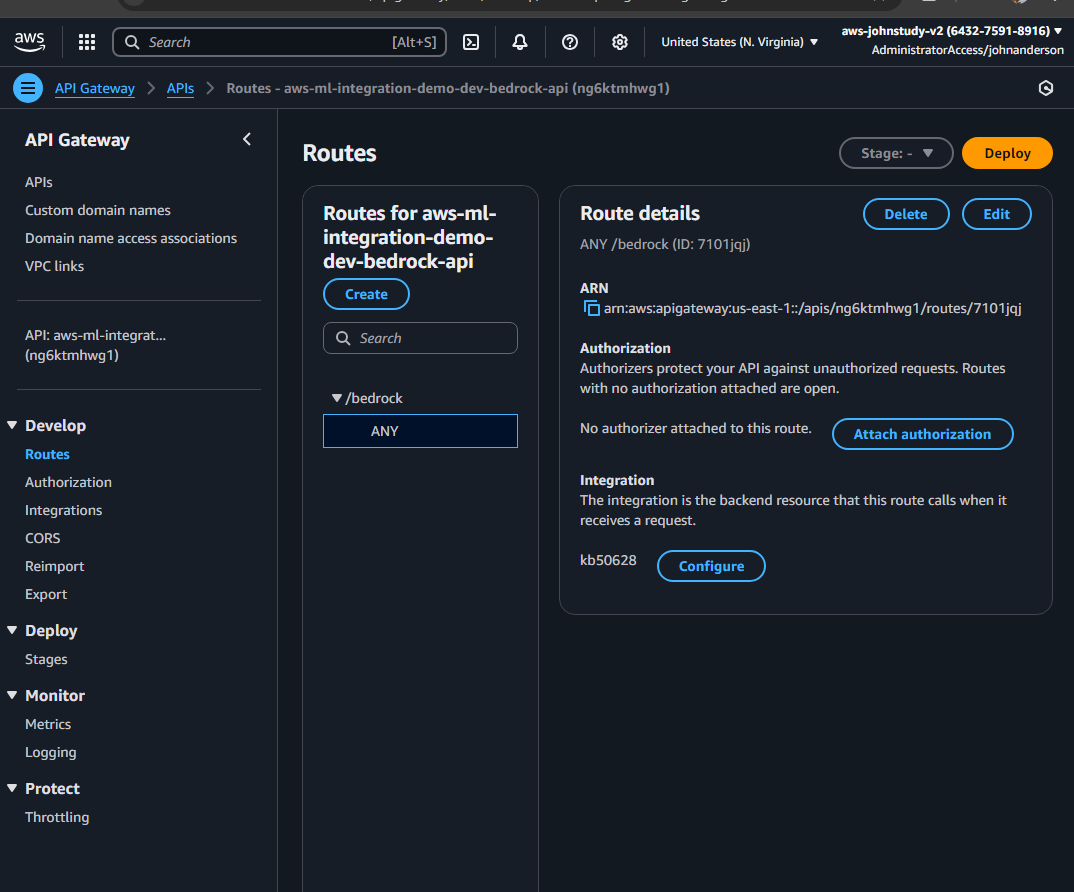 aws
Search [Alt+S]
United States (N. Virginia)
aws-johnstudy-v2 (6432-7591-8916)
AdministratorAccess/johnanderson
API Gateway > APIs > Routes - aws-ml-integration-demo-dev-bedrock-api (ng6ktmhwg1)
API Gateway
APIs
Custom domain names
Domain name access associations
VPC links
API: aws-ml-integrat...
(ng6ktmhwg1)
Develop
Routes
Authorization
Integrations
CORS
Reimport
Export
Deploy
Stages
Monitor
Metrics
Logging
Protect
Throttling
Routes
Stage: -
Deploy
Routes for aws-ml-
integration-demo-
dev-bedrock-api
Create
Search
/bedrock
ANY
Route details
Delete
Edit
ANY /bedrock (ID: 7101jqj)
ARN
arn:aws:apigateway:us-east-1::/apis/ng6ktmhwg1/routes/7101jqj
Authorization
Authorizers protect your API against unauthorized requests. Routes
with no authorization attached are open.
No authorizer attached to this route.
Attach authorization
Integration
The integration is the backend resource that this route calls when it
receives a request.
kb50628
Configure